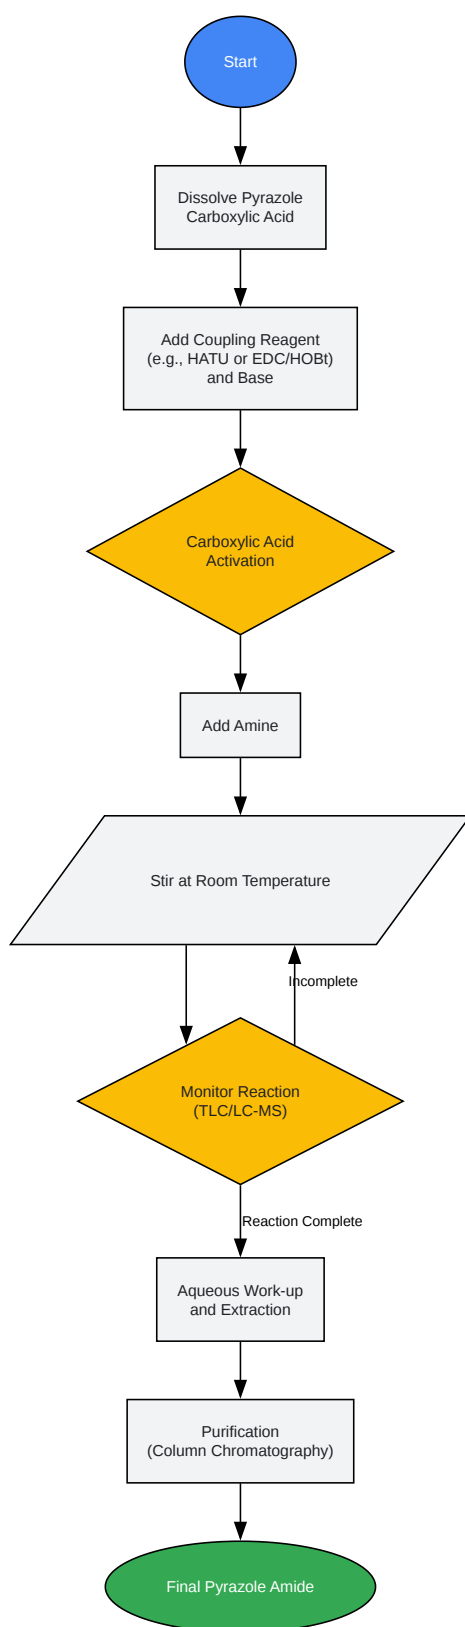 Start
Dissolve Pyrazole
Carboxylic Acid
Add Coupling Reagent
(e.g., HATU or EDC/HOBt)
and Base
Carboxylic Acid
Activation
Add Amine
Stir at Room Temperature
Incomplete
Monitor Reaction
(TLC/LC-MS)
Reaction Complete
Aqueous Work-up
and Extraction
Purification
(Column Chromatography)
Final Pyrazole Amide